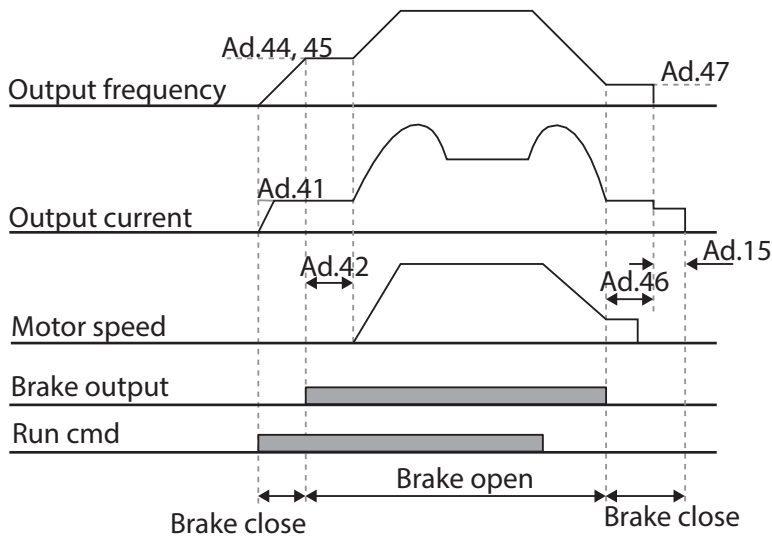 Ad.44, 45
Ad.47
Output frequency
Ad.41
Output current
Ad.15
Ad.42
Ad.46
Motor speed
Brake output
Run cmd
Brake open
Brake close
Brake close